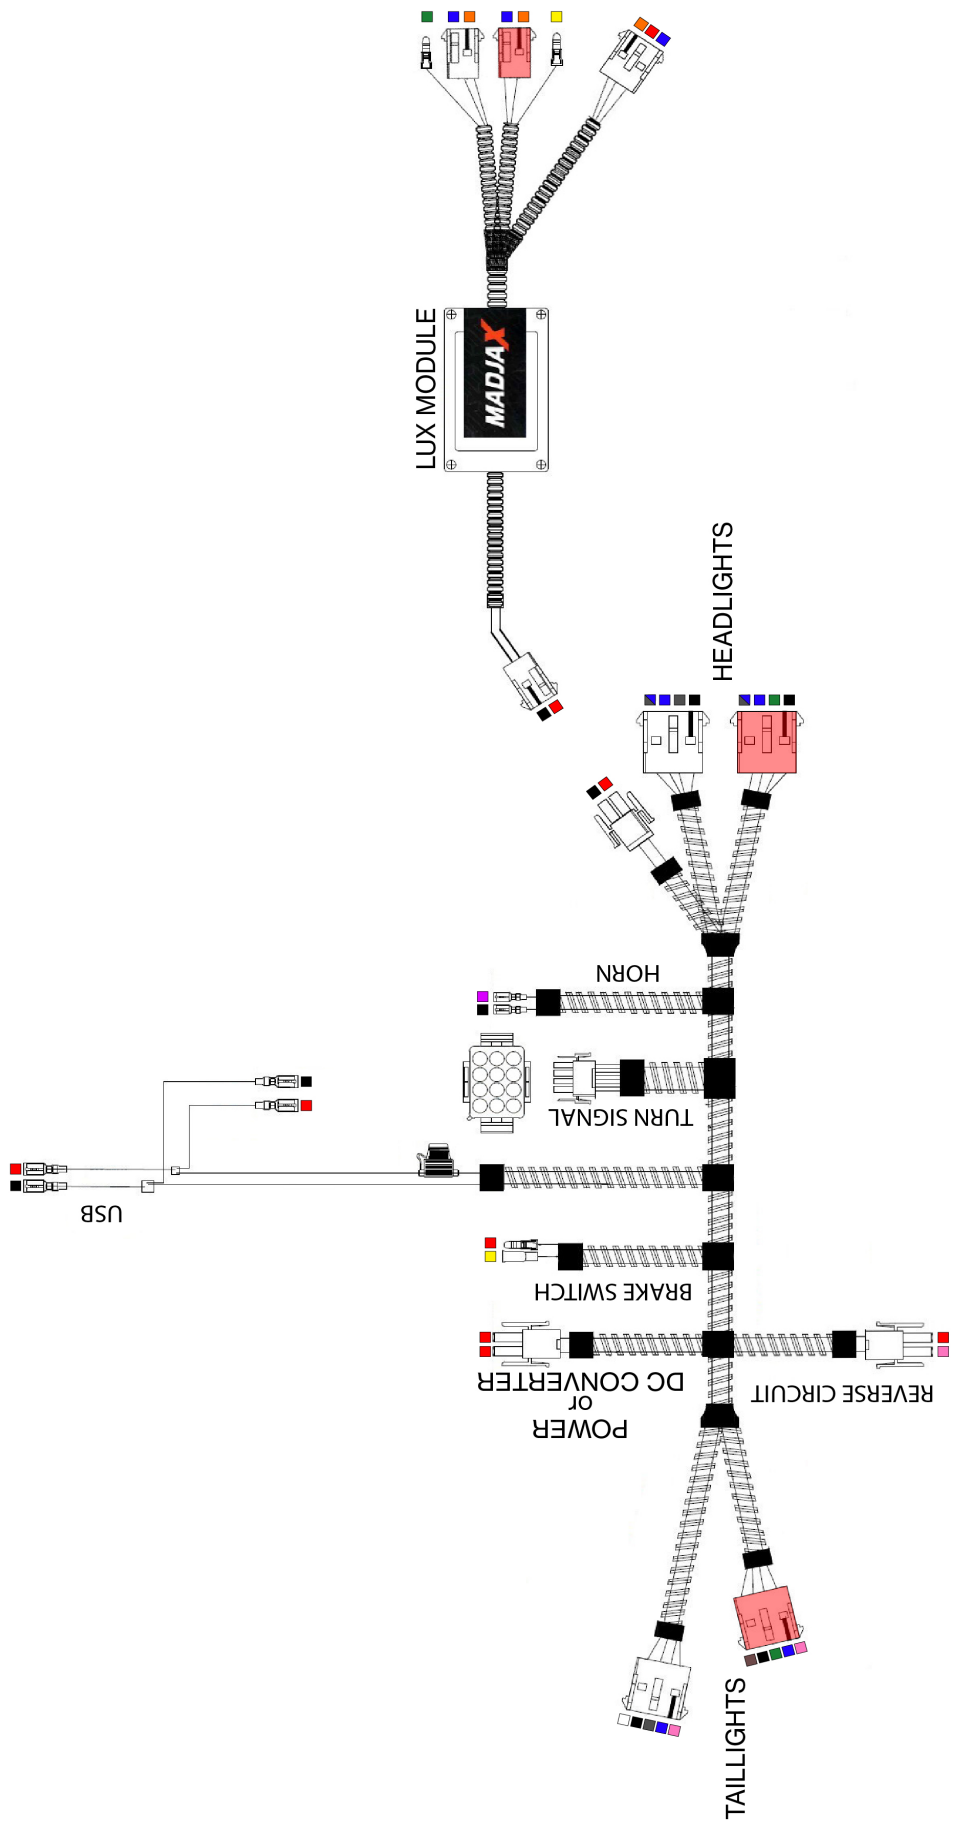 LUX MODULE
MADJAX
HEADLIGHTS
HORN
TURN SIGNAL
USB
BRAKE SWITCH
DC CONVERTER
or
POWER
REVERSE CIRCUIT
TAILLIGHTS